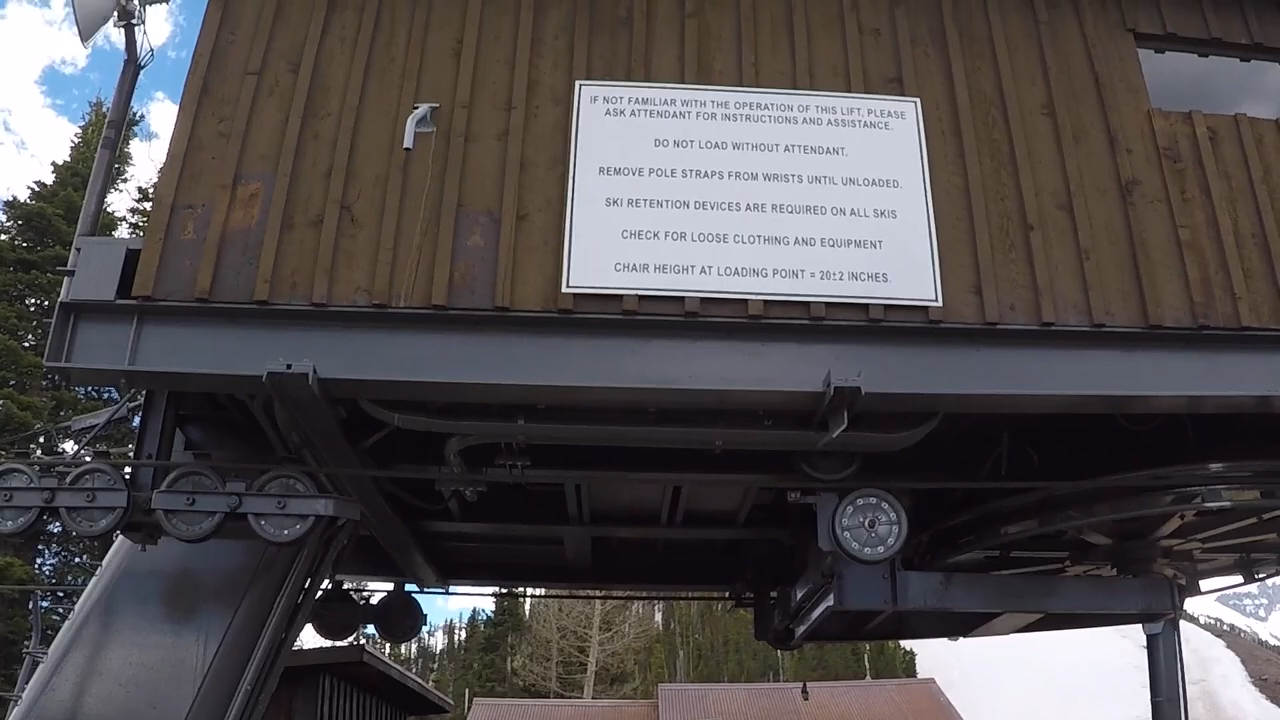 IF NOT FAMILIAR WITH THE OPERATION OF THIS LIFT, PLEASE
ASK ATTENDANT FOR INSTRUCTIONS AND ASSISTANCE.
DO NOT LOAD WITHOUT ATTENDANT.
REMOVE POLE STRAPS FROM WRISTS UNTIL UNLOADED.
SKI RETENTION DEVICES ARE REQUIRED ON ALL SKIS
CHECK FOR LOOSE CLOTHING AND EQUIPMENT
CHAIR HEIGHT AT LOADING POINT = 20±2 INCHES.